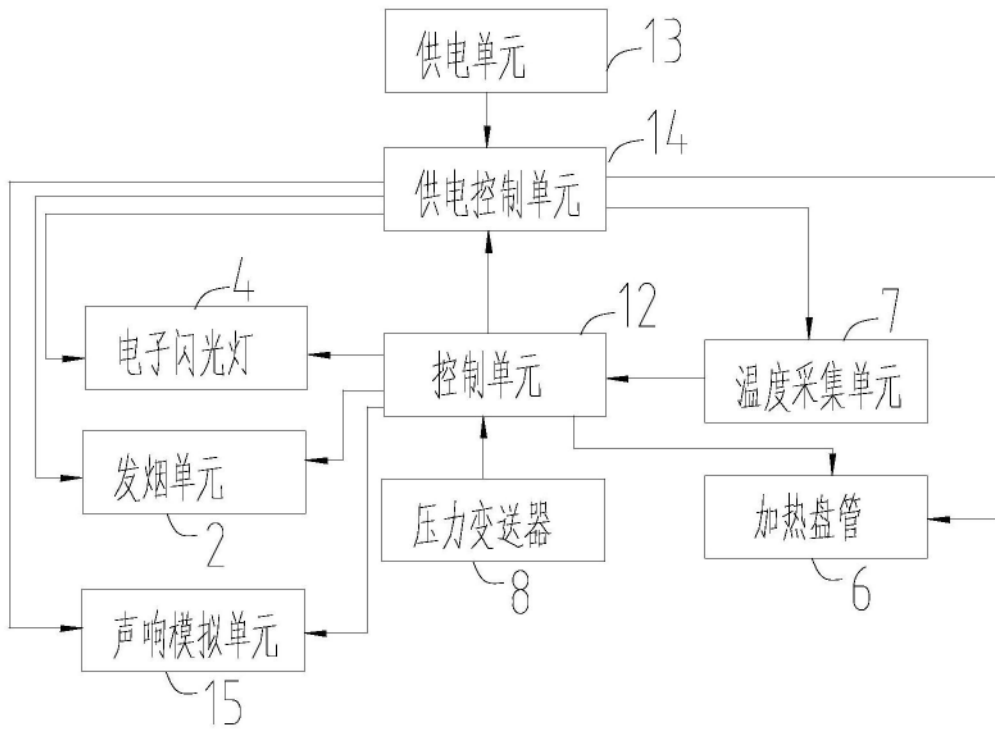 供电单元
13
供电控制单元
14
电子闪光灯
4
控制单元
12
温度采集单元
7
发烟单元
2
压力变送器
8
加热盘管
6
声响模拟单元
15